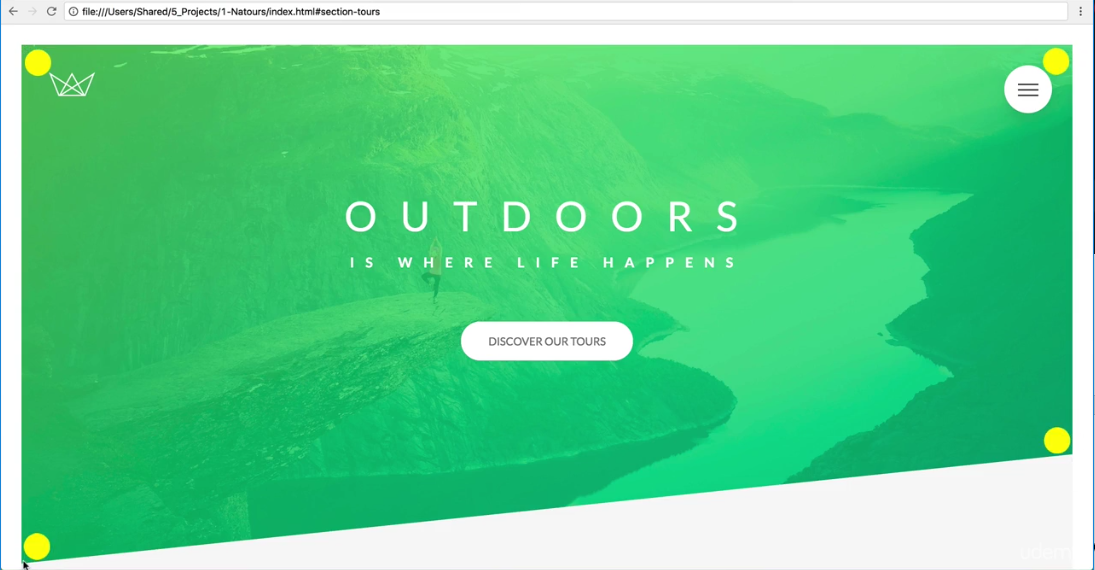 file:///Users/Shared/5_Projects/1-Natours/index.html#section-tours
OUTDOORS
IS WHERE LIFE HAPPENS
DISCOVER OUR TOURS